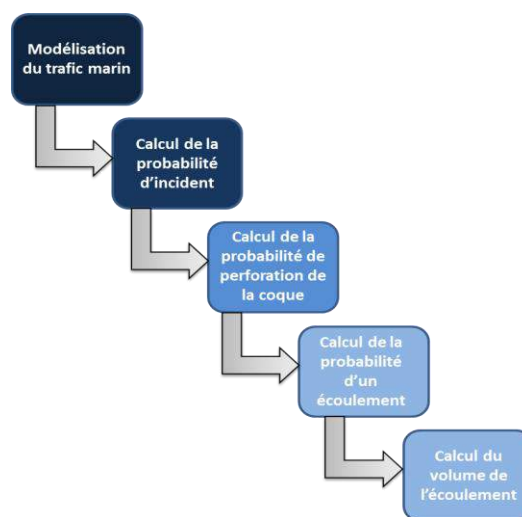 Modélisation
du trafic marin
Calcul de la
probabilité
d'incident
Calcul de la
probabilité de
perforation de
la coque
Calcul de la
probabilité
d'un
écoulement
Calcul du
volume de
l'écoulement